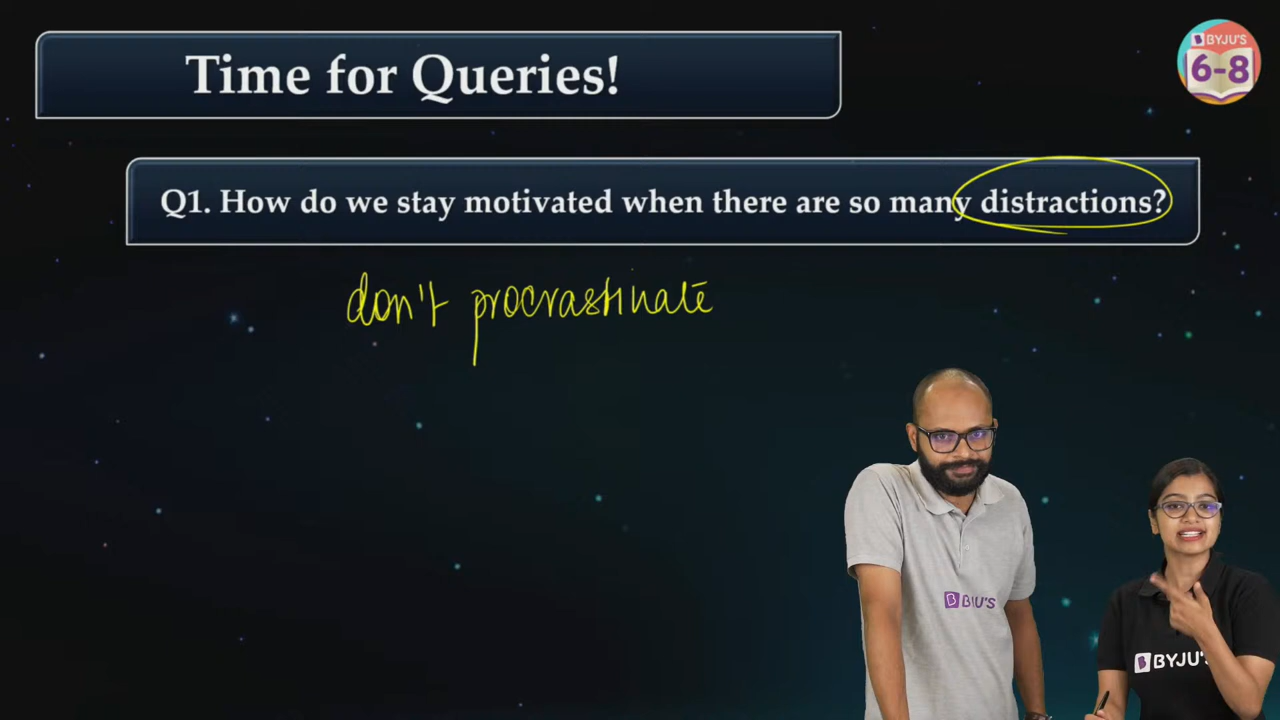 Time for Queries!
BYJU'S
6-8
Q1. How do we stay motivated when there are so many distractions?
don't procrastinate
BYJU'S
BYJU'S